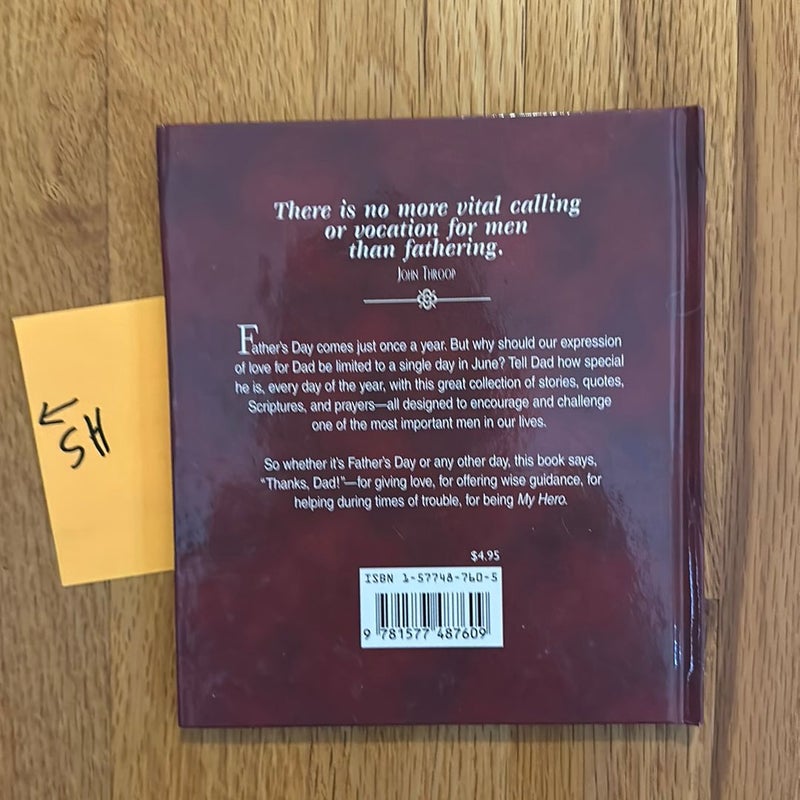 There is no more vital calling
or vocation for men
than fathering.
JOHN THROOP
Father's Day comes just once a year. But why should our expression
of love for Dad be limited to a single day in June? Tell Dad how special
he is, every day of the year, with this great collection of stories, quotes,
Scriptures, and prayers—all designed to encourage and challenge
one of the most important men in our lives.
So whether it's Father's Day or any other day, this book says,
"Thanks, Dad!"—for giving love, for offering wise guidance, for
helping during times of trouble, for being My Hero.
$4.95
ISBN 1-57748-760-5
9 781577 487609
SH